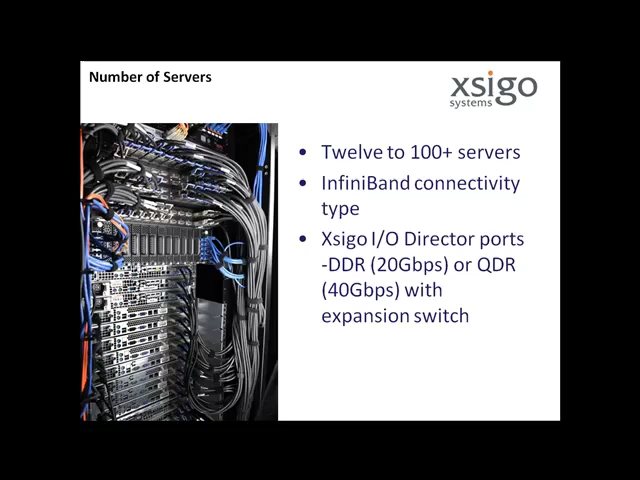 Number of Servers
xsigo
systems
• Twelve to 100+ servers
• InfiniBand connectivity
type
• Xsigo I/O Director ports
-DDR (20Gbps) or QDR
(40Gbps) with
expansion switch